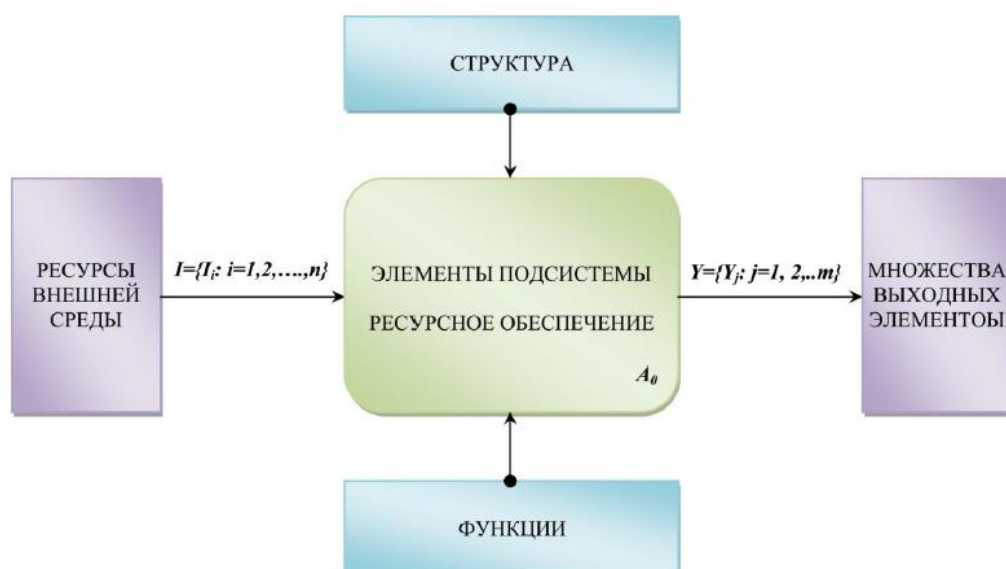 СТРУКТУРА
РЕСУРСЫ
ВНЕШНЕЙ
СРЕДЫ
I={Iᵢ: i=1,2,….,n}
ЭЛЕМЕНТЫ ПОДСИСТЕМЫ
РЕСУРСНОЕ ОБЕСПЕЧЕНИЕ
A₀
Y={Yⱼ: j=1, 2,..m}
МНОЖЕСТВА
ВЫХОДНЫХ
ЭЛЕМЕНТОЫ
ФУНКЦИИ